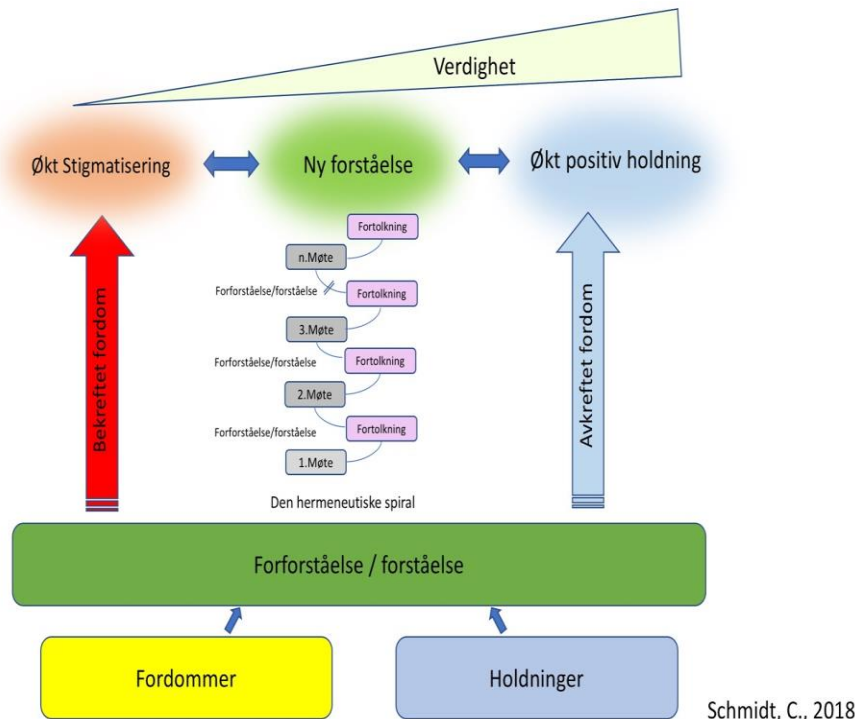 Verdighet
Økt Stigmatisering
Ny forståelse
Økt positiv holdning
Fortolkning
n.Møte
Forforståelse/forståelse
Fortolkning
3.Møte
Forforståelse/forståelse
Fortolkning
2.Møte
Forforståelse/forståelse
Fortolkning
1.Møte
Den hermeneutiske spiral
Bekreftet fordom
Avkreftet fordom
Forforståelse / forståelse
Fordommer
Holdninger
Schmidt, C., 2018